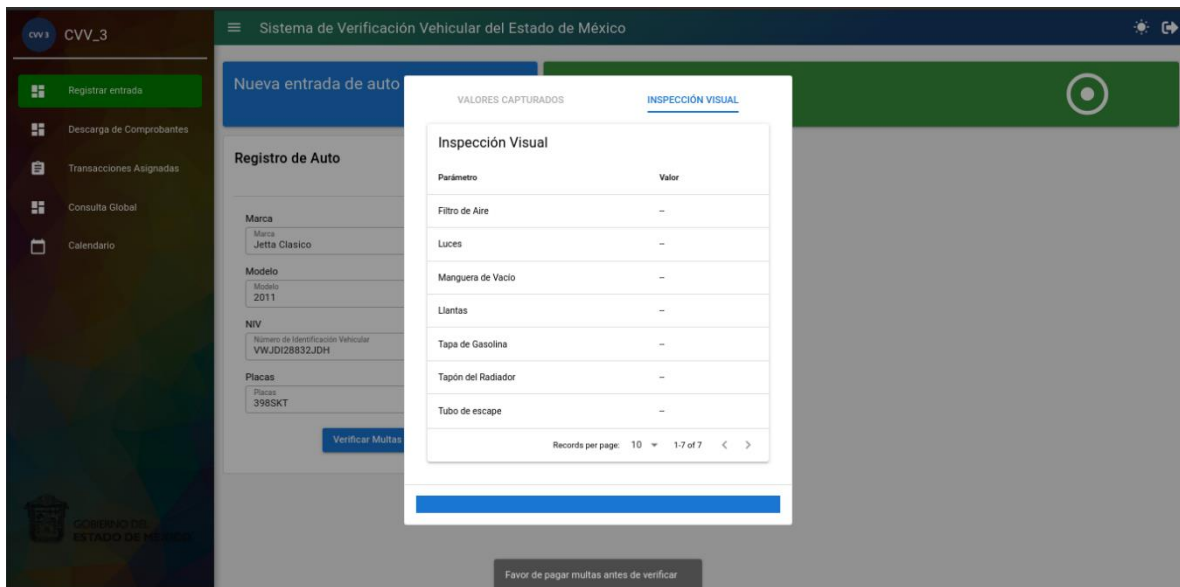 CVV 3
CVV_3
Sistema de Verificación Vehicular del Estado de México
Registrar entrada
Descarga de Comprobantes
Transacciones Asignadas
Consulta Global
Calendario
GOBIERNO DEL
ESTADO DE MÉXICO
Nueva entrada de auto
Registro de Auto
Marca
Marca
Jetta Clasico
Modelo
Modelo
2011
NIV
Número de Identificación Vehicular
VWJDI28832JDH
Placas
Placas
398SKT
Verificar Multas
VALORES CAPTURADOS INSPECCIÓN VISUAL
Inspección Visual
Parámetro Valor
Filtro de Aire --
Luces --
Manguera de Vacío --
Llantas --
Tapa de Gasolina --
Tapón del Radiador --
Tubo de escape --
Records per page: 10 1-7 of 7
Favor de pagar multas antes de verificar